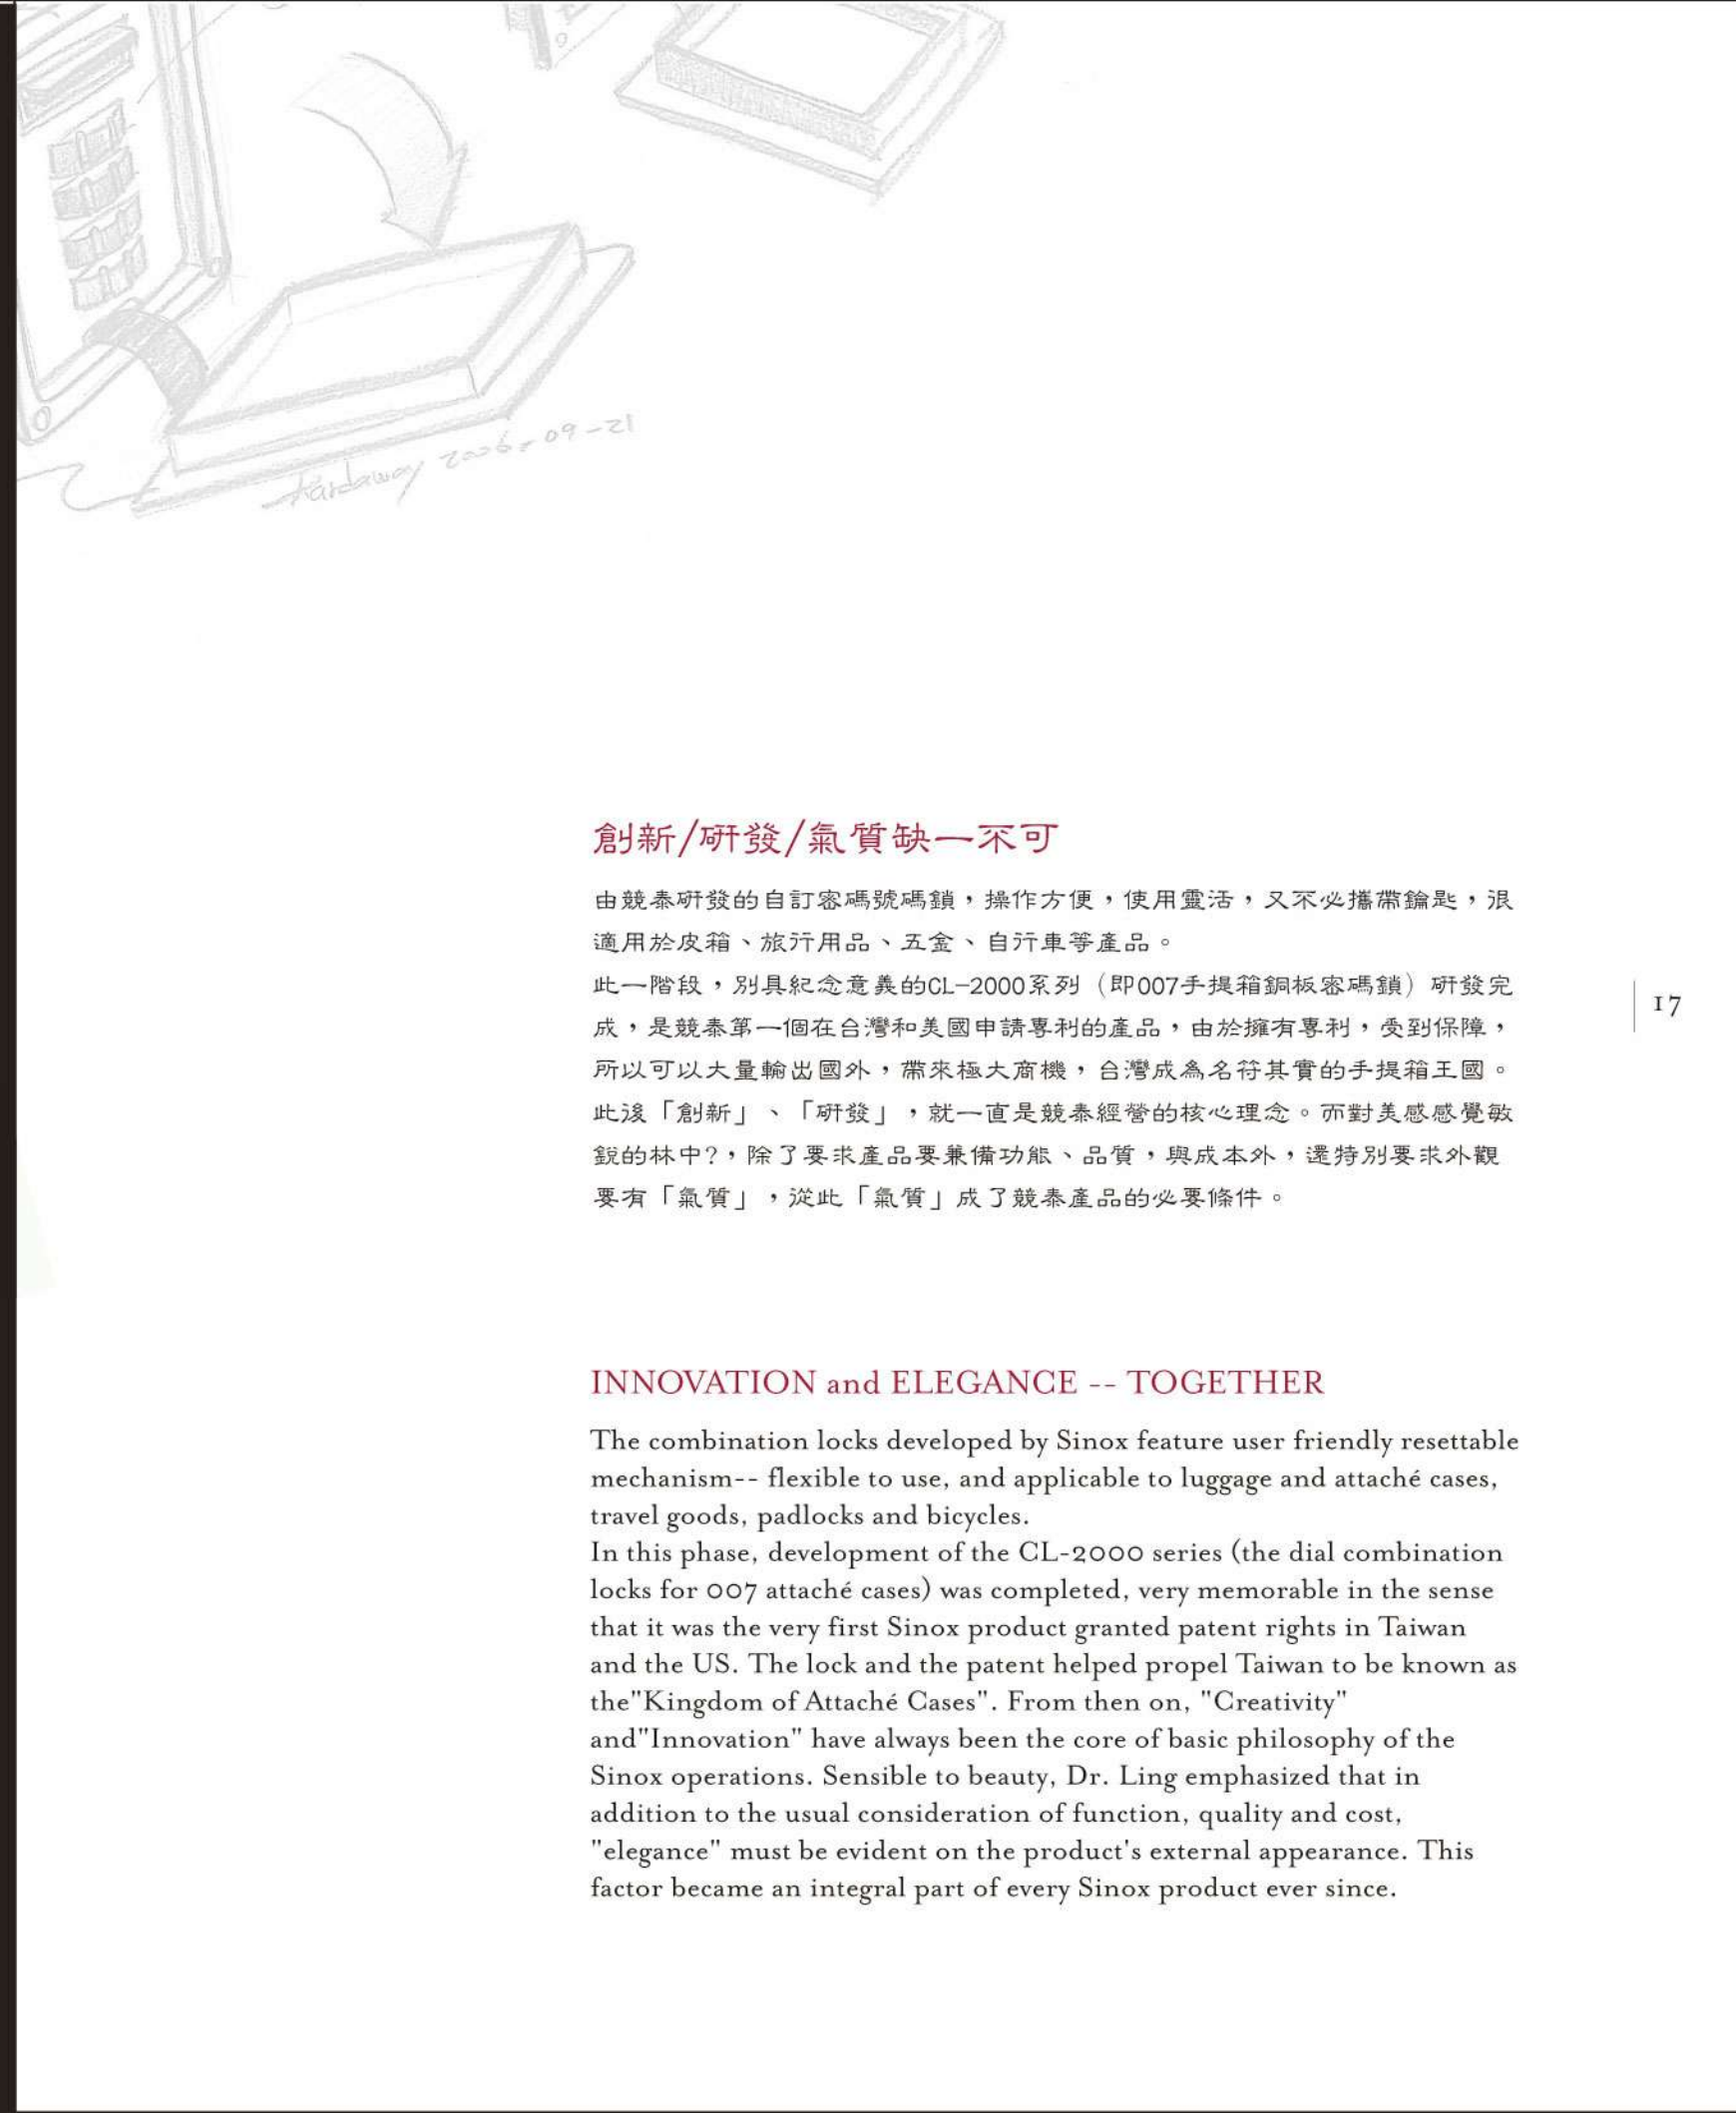 2006-09-21
創新/研發/氣質缺一不可
由競泰研發的自訂密碼號碼鎖，操作方便，使用靈活，又不必攜帶鑰匙，很
適用於皮箱、旅行用品、五金、自行車等產品。
此一階段，別具紀念意義的CL-2000系列（即007手提箱銅板密碼鎖）研發完
成，是競泰第一個在台灣和美國申請專利的產品，由於擁有專利，受到保障，
所以可以大量輸出國外，帶來極大商機，台灣成為名符其實的手提箱王國。
此後「創新」、「研發」，就一直是競泰經營的核心理念。而對美感感覺敏
銳的林中?，除了要求產品要兼備功能、品質，與成本外，還特別要求外觀
要有「氣質」，從此「氣質」成了競泰產品的必要條件。
17
INNOVATION and ELEGANCE -- TOGETHER
The combination locks developed by Sinox feature user friendly resettable
mechanism-- flexible to use, and applicable to luggage and attaché cases,
travel goods, padlocks and bicycles.
In this phase, development of the CL-2000 series (the dial combination
locks for 007 attaché cases) was completed, very memorable in the sense
that it was the very first Sinox product granted patent rights in Taiwan
and the US. The lock and the patent helped propel Taiwan to be known as
the"Kingdom of Attaché Cases". From then on, "Creativity"
and"Innovation" have always been the core of basic philosophy of the
Sinox operations. Sensible to beauty, Dr. Ling emphasized that in
addition to the usual consideration of function, quality and cost,
"elegance" must be evident on the product's external appearance. This
factor became an integral part of every Sinox product ever since.